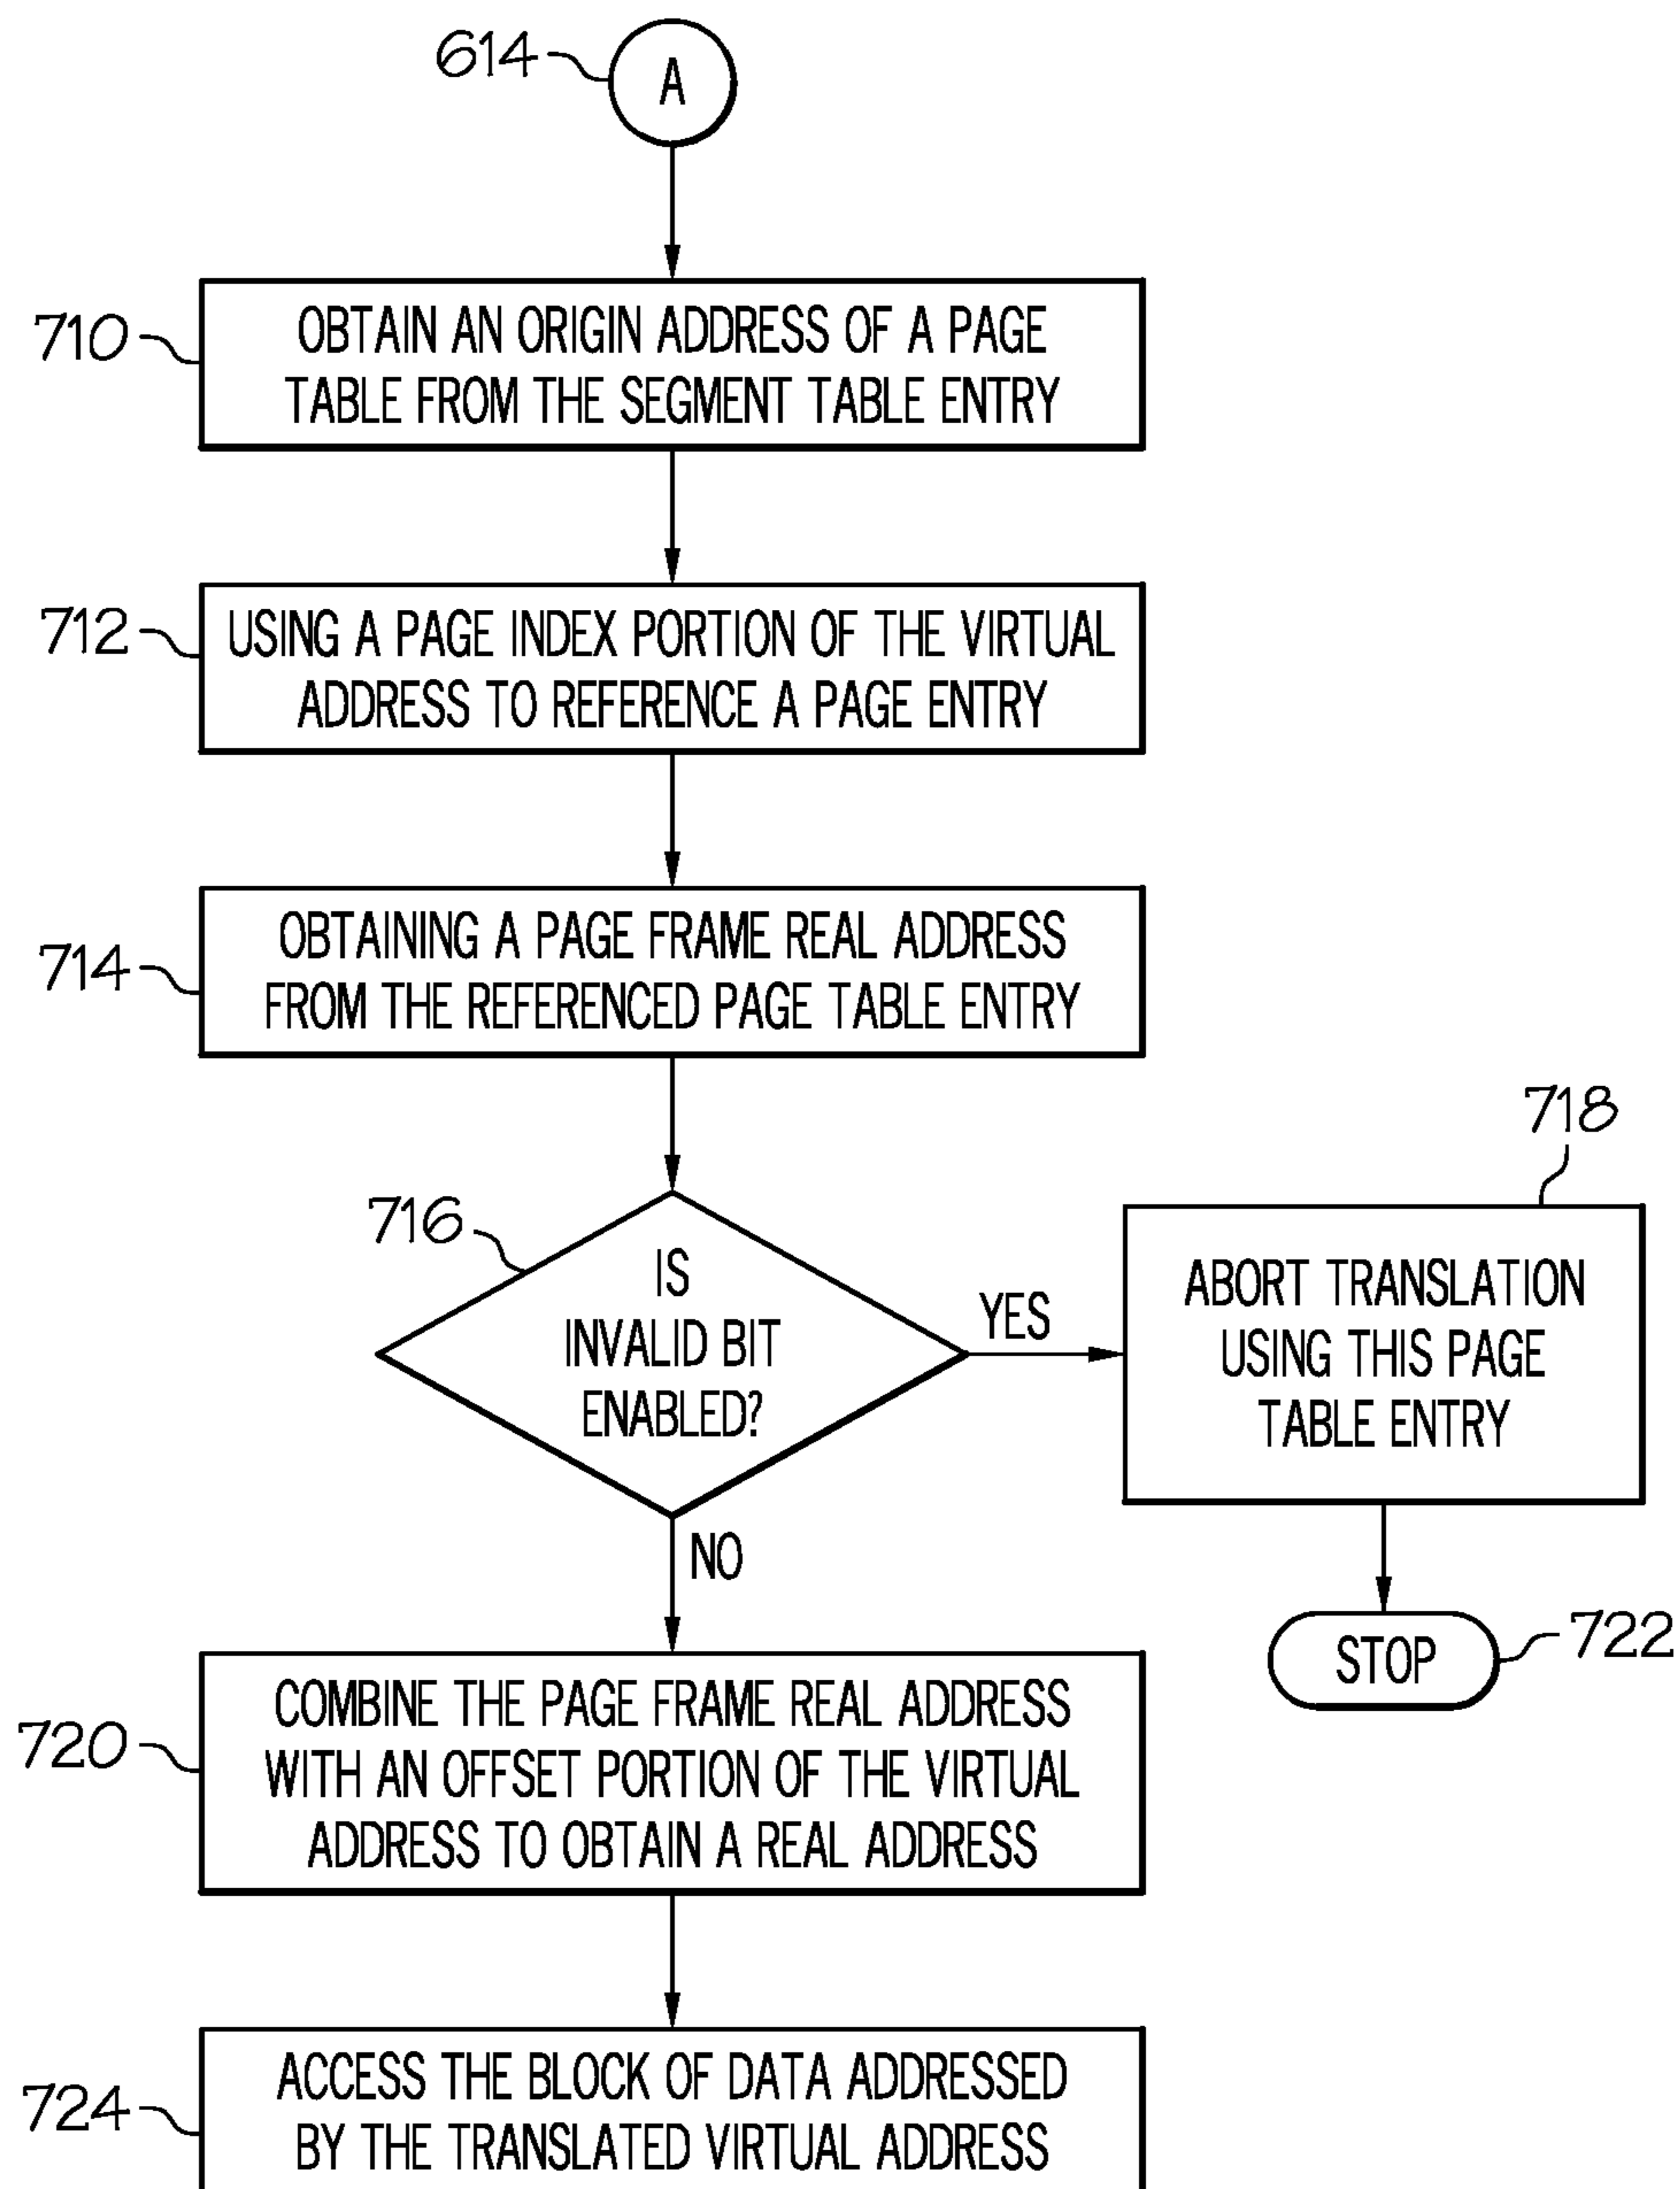 614
A
710
OBTAIN AN ORIGIN ADDRESS OF A PAGE
TABLE FROM THE SEGMENT TABLE ENTRY
712
USING A PAGE INDEX PORTION OF THE VIRTUAL
ADDRESS TO REFERENCE A PAGE ENTRY
714
OBTAINING A PAGE FRAME REAL ADDRESS
FROM THE REFERENCED PAGE TABLE ENTRY
716
IS
INVALID BIT
ENABLED?
YES
718
ABORT TRANSLATION
USING THIS PAGE
TABLE ENTRY
NO
STOP
722
720
COMBINE THE PAGE FRAME REAL ADDRESS
WITH AN OFFSET PORTION OF THE VIRTUAL
ADDRESS TO OBTAIN A REAL ADDRESS
724
ACCESS THE BLOCK OF DATA ADDRESSED
BY THE TRANSLATED VIRTUAL ADDRESS